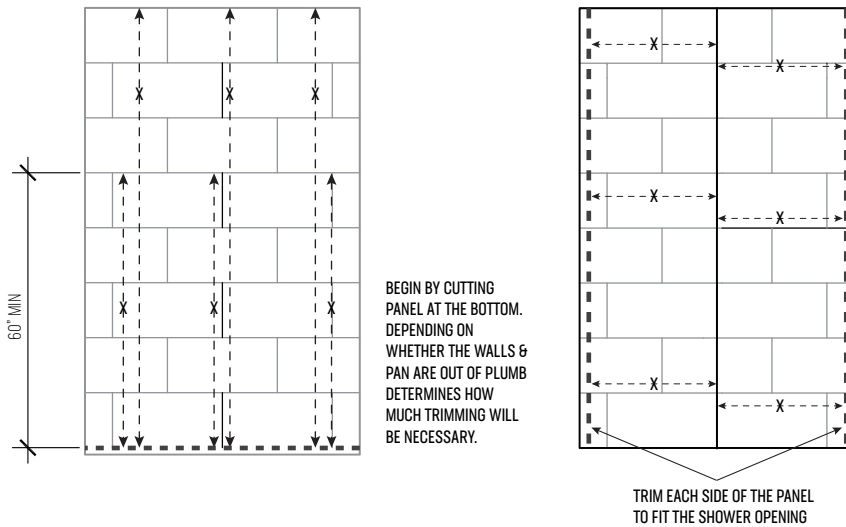 X
X
X
X
X
X
60” MIN
BEGIN BY CUTTING
PANEL AT THE BOTTOM.
DEPENDING ON
WHETHER THE WALLS &
PAN ARE OUT OF PLUMB
DETERMINES HOW
MUCH TRIMMING WILL
BE NECESSARY.
X
X
X
X
X
X
TRIM EACH SIDE OF THE PANEL
TO FIT THE SHOWER OPENING